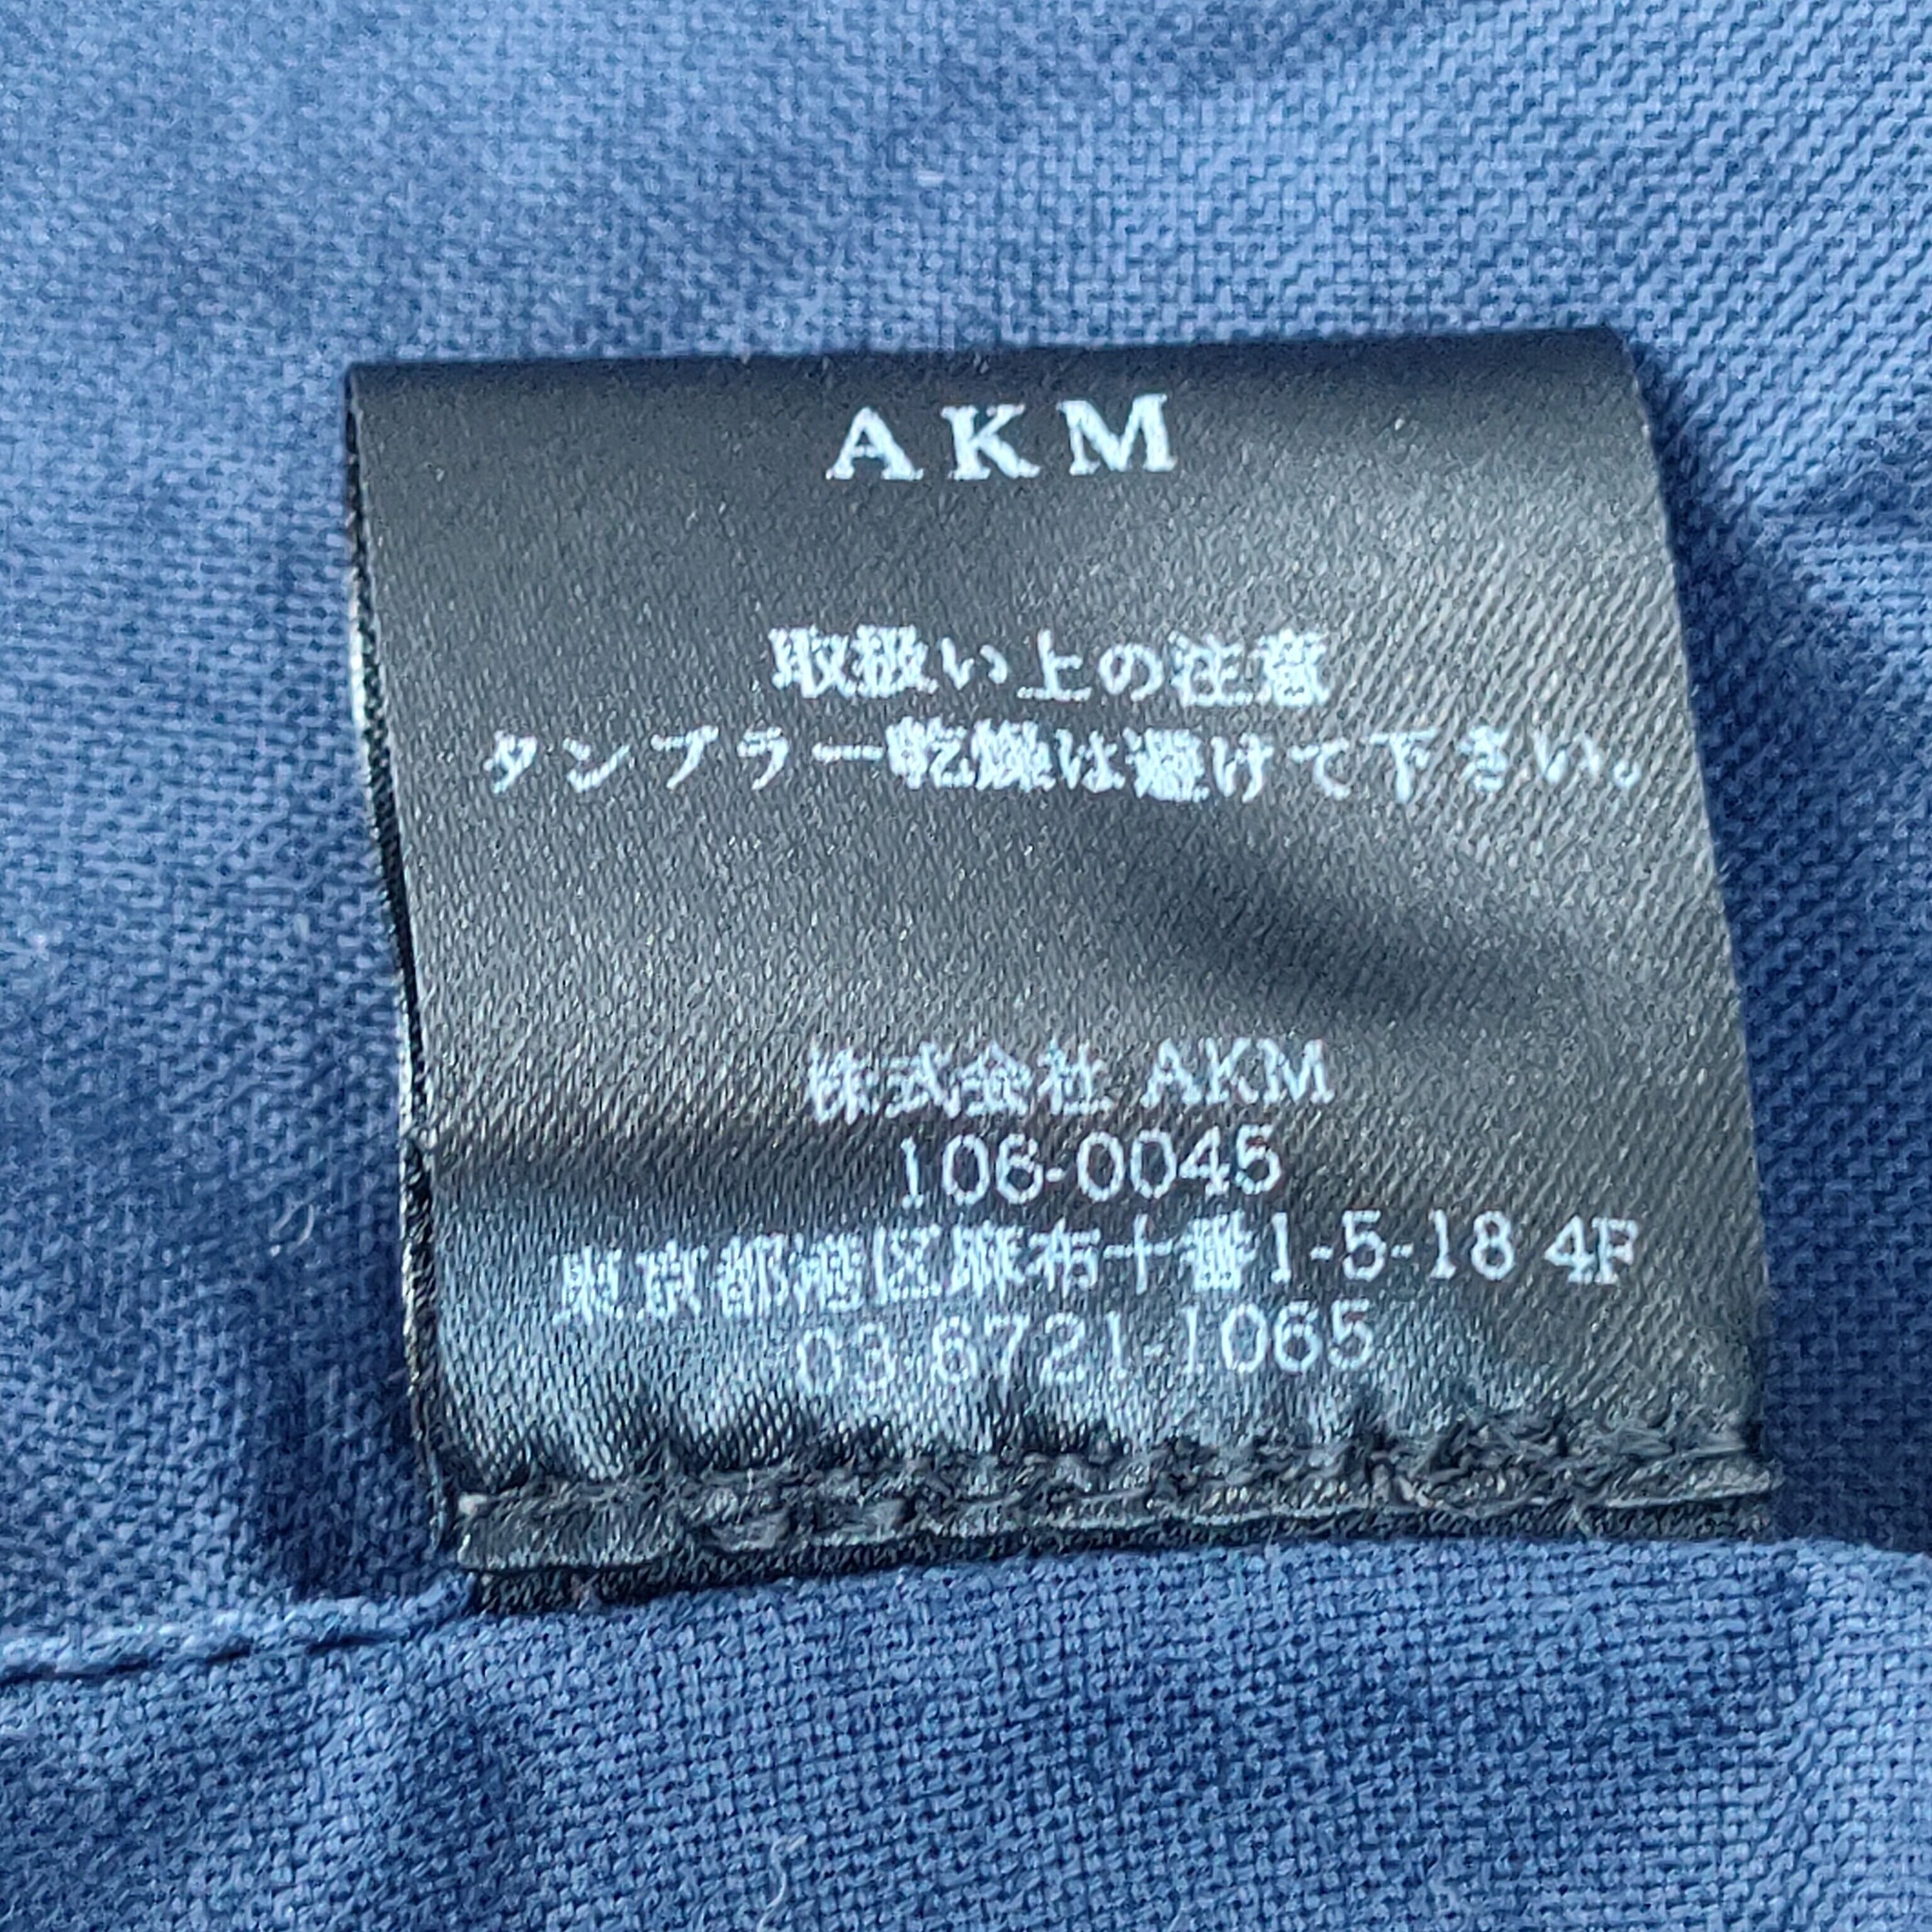 AKM
取扱い上の注意
タンブラー乾燥は避けて下さい。
株式会社 AKM
106-0045
東京都港区麻布十番1-5-18 4F
03-6721-1065